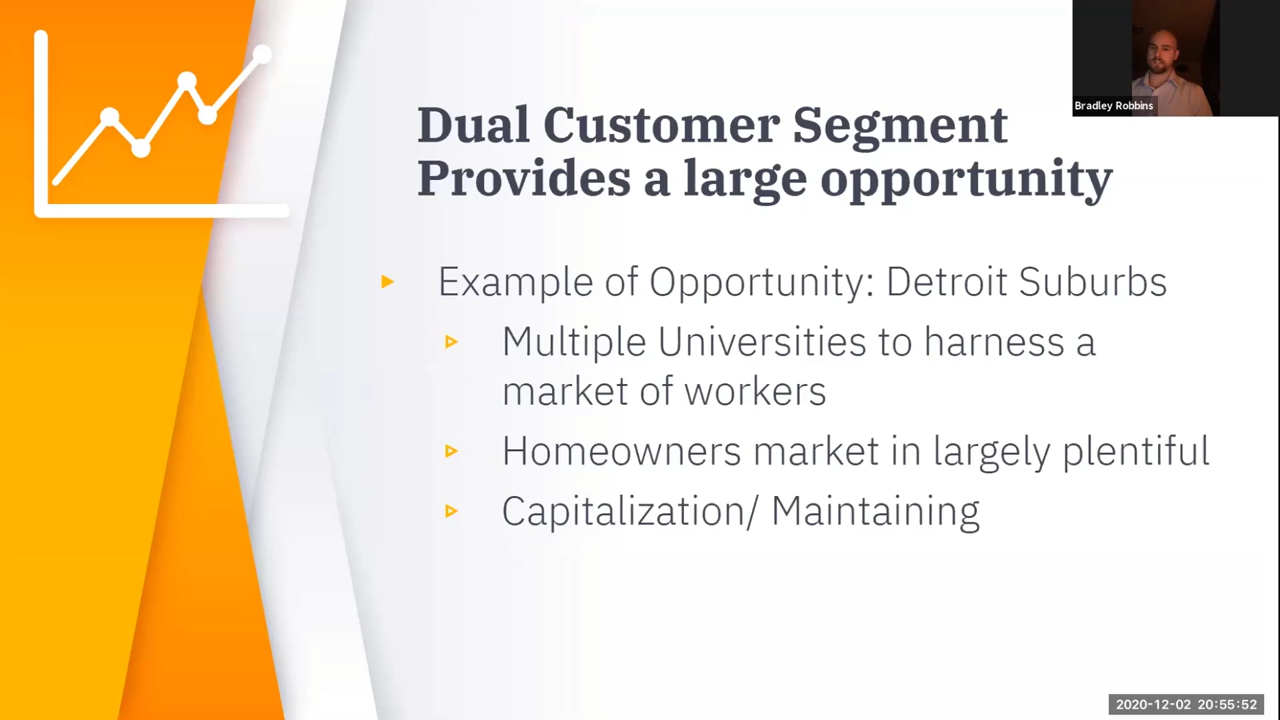 Bradley Robbins
Dual Customer Segment
Provides a large opportunity
Example of Opportunity: Detroit Suburbs
Multiple Universities to harness a
market of workers
Homeowners market in largely plentiful
Capitalization/ Maintaining
2020-12-02 20:55:52